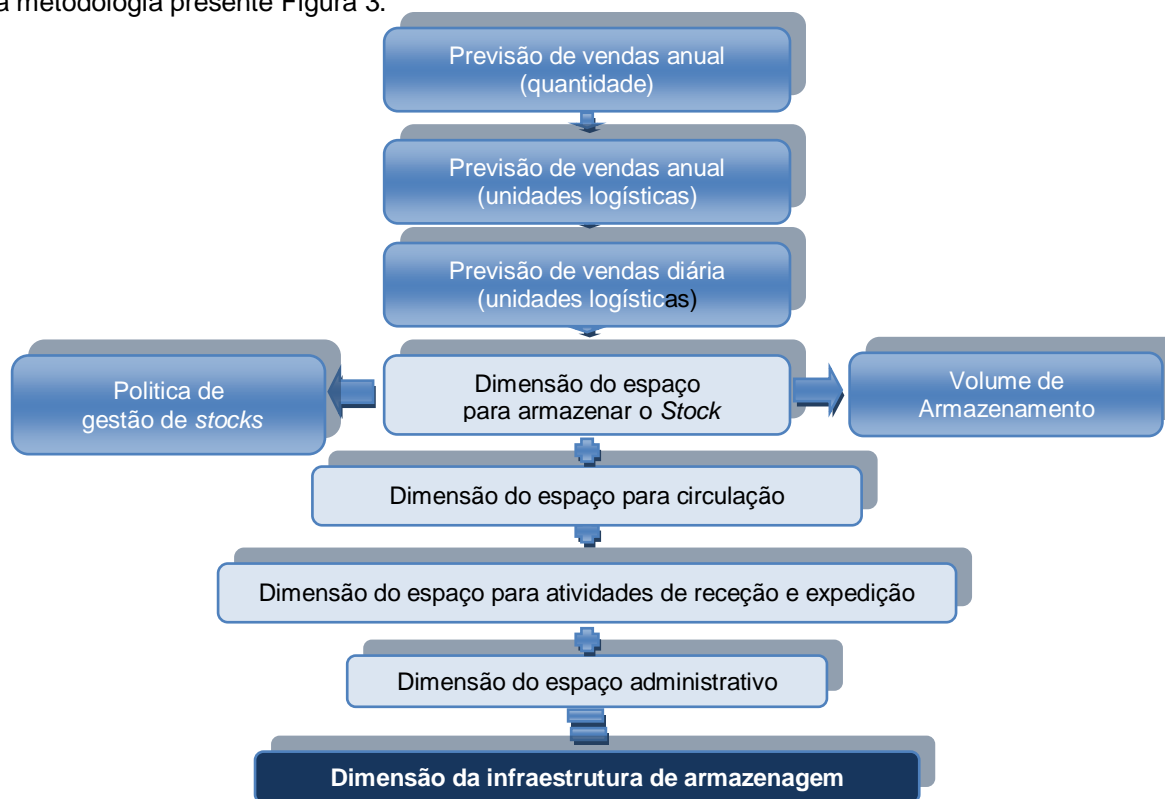 a metodologia presente Figura 3.
Previsão de vendas anual
(quantidade)
Previsão de vendas anual
(unidades logísticas)
Previsão de vendas diária
(unidades logísticas)
Politica de
gestão de stocks
Dimensão do espaço
para armazenar o Stock
Volume de
Armazenamento
Dimensão do espaço para circulação
Dimensão do espaço para atividades de receção e expedição
Dimensão do espaço administrativo
Dimensão da infraestrutura de armazenagem